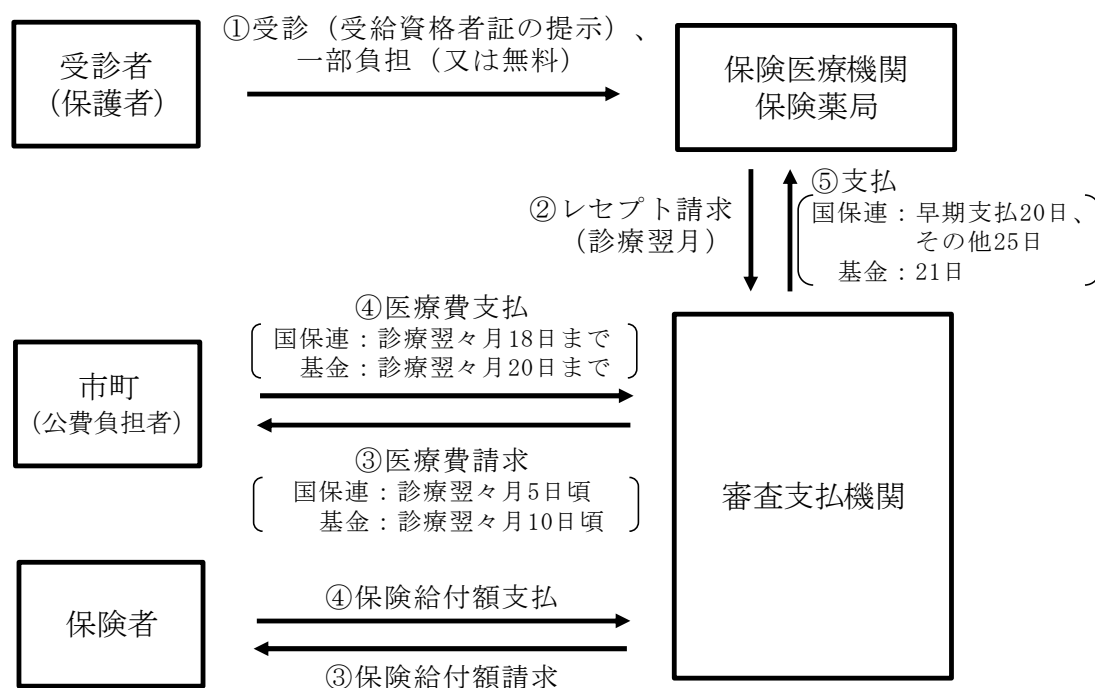 ①受診（受給資格者証の提示）、
一部負担（又は無料）
受診者
（保護者）
保険医療機関
保険薬局
②レセプト請求
（診療翌月）
⑤支払
国保連：早期支払20日、
その他25日
基金：21日
④医療費支払
国保連：診療翌々月18日まで
基金：診療翌々月20日まで
市町
（公費負担者）
③医療費請求
国保連：診療翌々月5日頃
基金：診療翌々月10日頃
審査支払機関
④保険給付額支払
保険者
③保険給付額請求